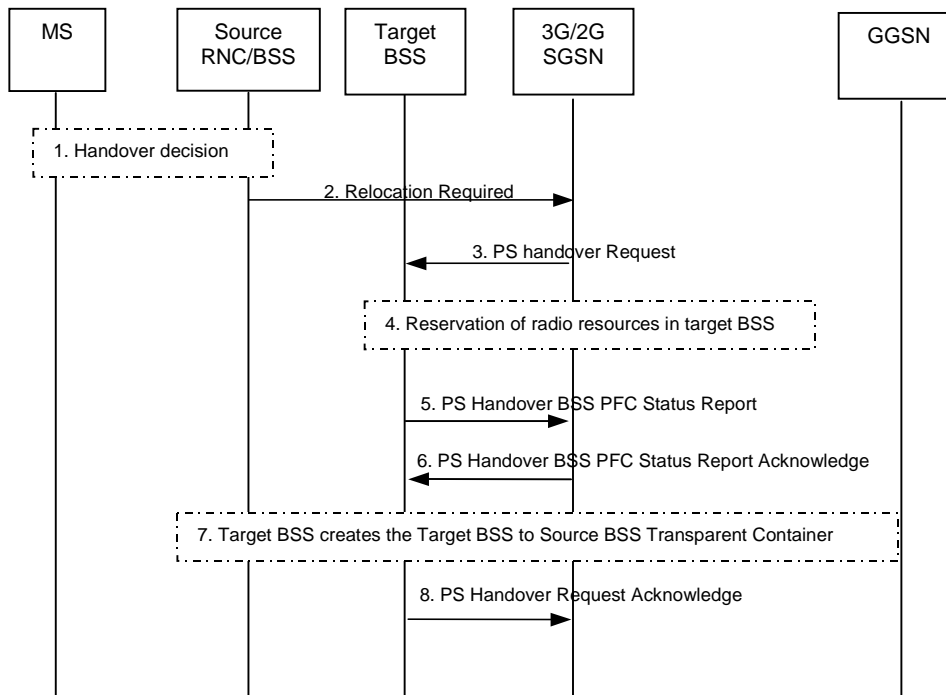 MS
Source
RNC/BSS
Target
BSS
3G/2G
SGSN
GGSN
1. Handover decision
2. Relocation Required
3. PS handover Request
4. Reservation of radio resources in target BSS
5. PS Handover BSS PFC Status Report
6. PS Handover BSS PFC Status Report Acknowledge
7. Target BSS creates the Target BSS to Source BSS Transparent Container
8. PS Handover Request Acknowledge